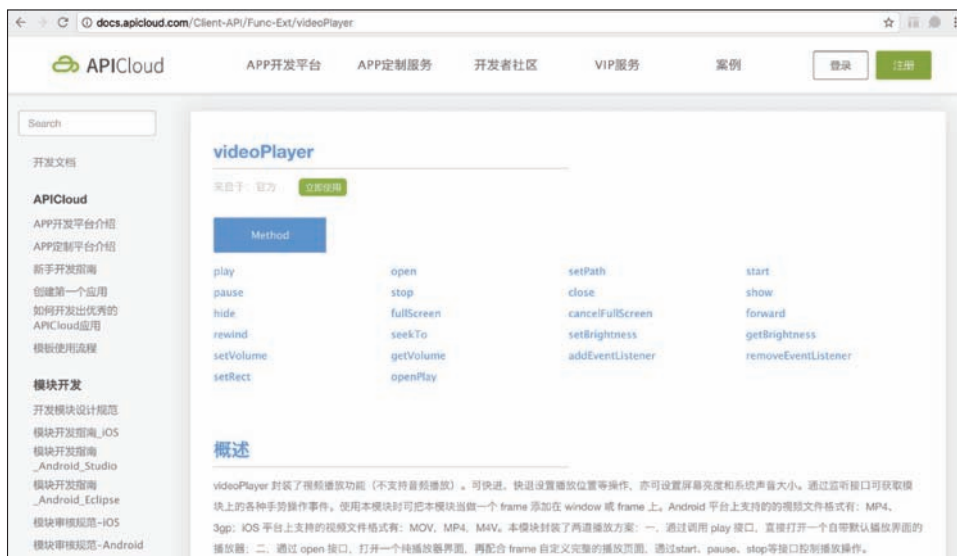 docs.apicloud.com/Client-API/Func-Ext/videoPlayer
APICloud APP开发平台 APP定制服务 开发者社区 VIP服务 案例 登录 注册
Search
开发文档
APICloud
APP开发平台介绍
APP定制平台介绍
新手开发指南
创建第一个应用
如何开发出优秀的
APICloud应用
模板使用流程
模块开发
开发模块设计规范
模块开发指南_iOS
模块开发指南
_Android_Studio
模块开发指南
_Android_Eclipse
模块审核规范-iOS
模块审核规范-Android
videoPlayer
来自于：官方 立即使用
Method
play open setPath start
pause stop close show
hide fullScreen cancelFullScreen forward
rewind seekTo setBrightness getBrightness
setVolume getVolume addEventListener removeEventListener
setRect openPlay
概述
videoPlayer 封装了视频播放功能（不支持音频播放）。可快进、快退设置播放位置等操作，亦可设置屏幕亮度和系统声音大小。通过监听接口可获取模
块上的各种手势操作事件。使用本模块时可把本模块当做一个 frame 添加在 window 或 frame 上。Android 平台上支持的的视频文件格式有：MP4、
3gp；iOS 平台上支持的视频文件格式有：MOV、MP4、M4V。本模块封装了两道播放方案：一、通过调用 play 接口，直接打开一个自带默认播放界面的
播放器；二、通过 open 接口，打开一个纯播放器界面，再配合 frame 自定义完整的播放页面，通过start、pause、stop等接口控制播放操作。